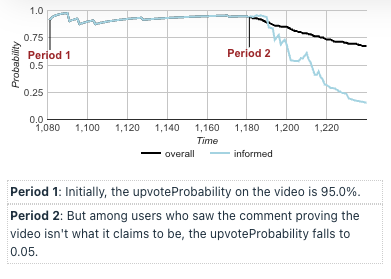 1.0
0.75
Period 1
Period 2
0.5
0.25
0.0
Probability
1,080 1,100 1,120 1,140 1,160 1,180 1,200 1,220
Time
overall informed
Period 1: Initially, the upvoteProbability on the video is 95.0%.
Period 2: But among users who saw the comment proving the
video isn't what it claims to be, the upvoteProbability falls to
0.05.